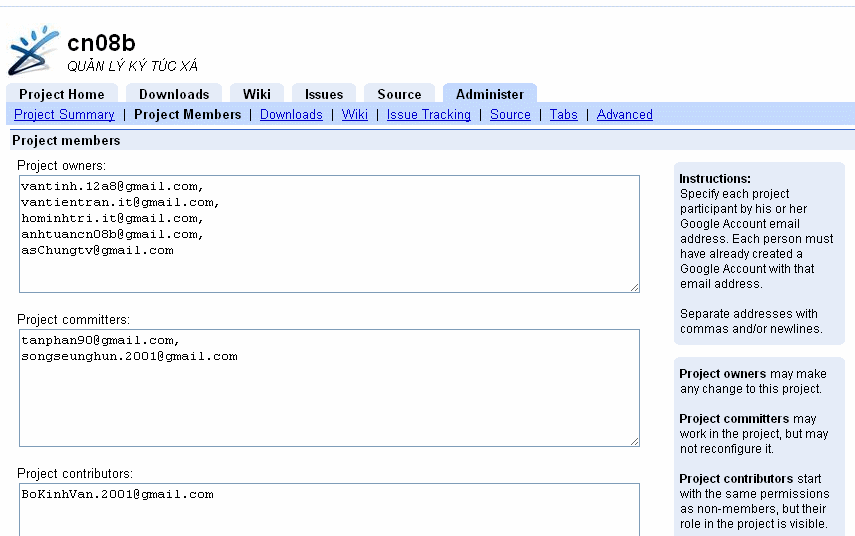 cn08b
QUẢN LÝ KÝ TÚC XÁ
Project Home Downloads Wiki Issues Source Administer
Project Summary | Project Members | Downloads | Wiki | Issue Tracking | Source | Tabs | Advanced
Project members
Project owners:
vantinh.12a8@gmail.com,
vantientran.it@gmail.com,
hominhtri.it@gmail.com,
anhtuancn08b@gmail.com,
asChungtv@gmail.com
Project committers:
tanphan90@gmail.com,
songseunghun.2001@gmail.com
Project contributors:
BoKinhVan.2001@gmail.com
Instructions:
Specify each project
participant by his or her
Google Account email
address. Each person must
have already created a
Google Account with that
email address.
Separate addresses with
commas and/or newlines.
Project owners may make
any change to this project.
Project committers may
work in the project, but may
not reconfigure it.
Project contributors start
with the same permissions
as non-members, but their
role in the project is visible.